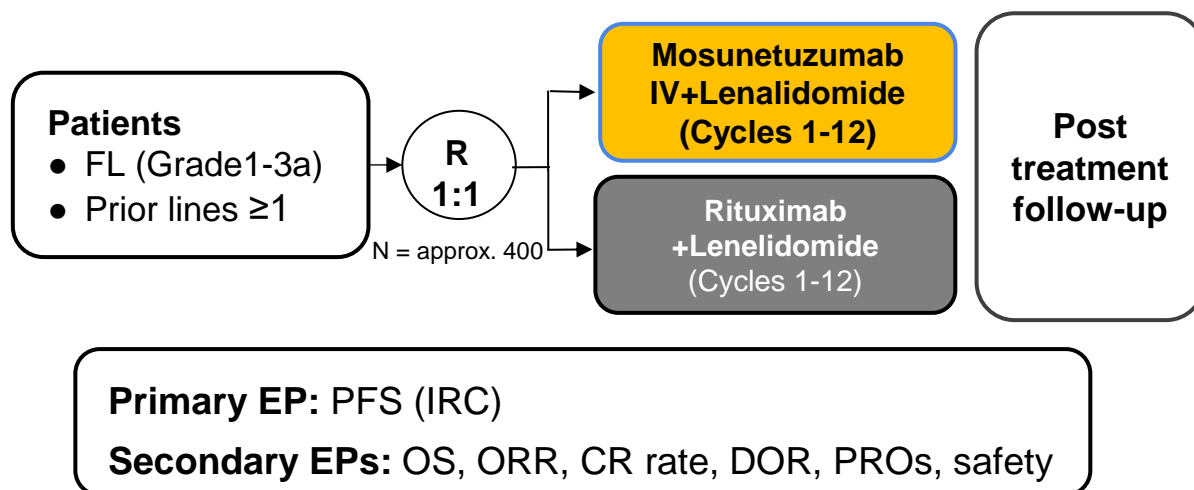 Patients
● FL (Grade1-3a)
● Prior lines ≥1
R
1:1
N = approx. 400
Mosunetuzumab
IV+Lenalidomide
(Cycles 1-12)
Rituximab
+Lenelidomide
(Cycles 1-12)
Post
treatment
follow-up
Primary EP: PFS (IRC)
Secondary EPs: OS, ORR, CR rate, DOR, PROs, safety